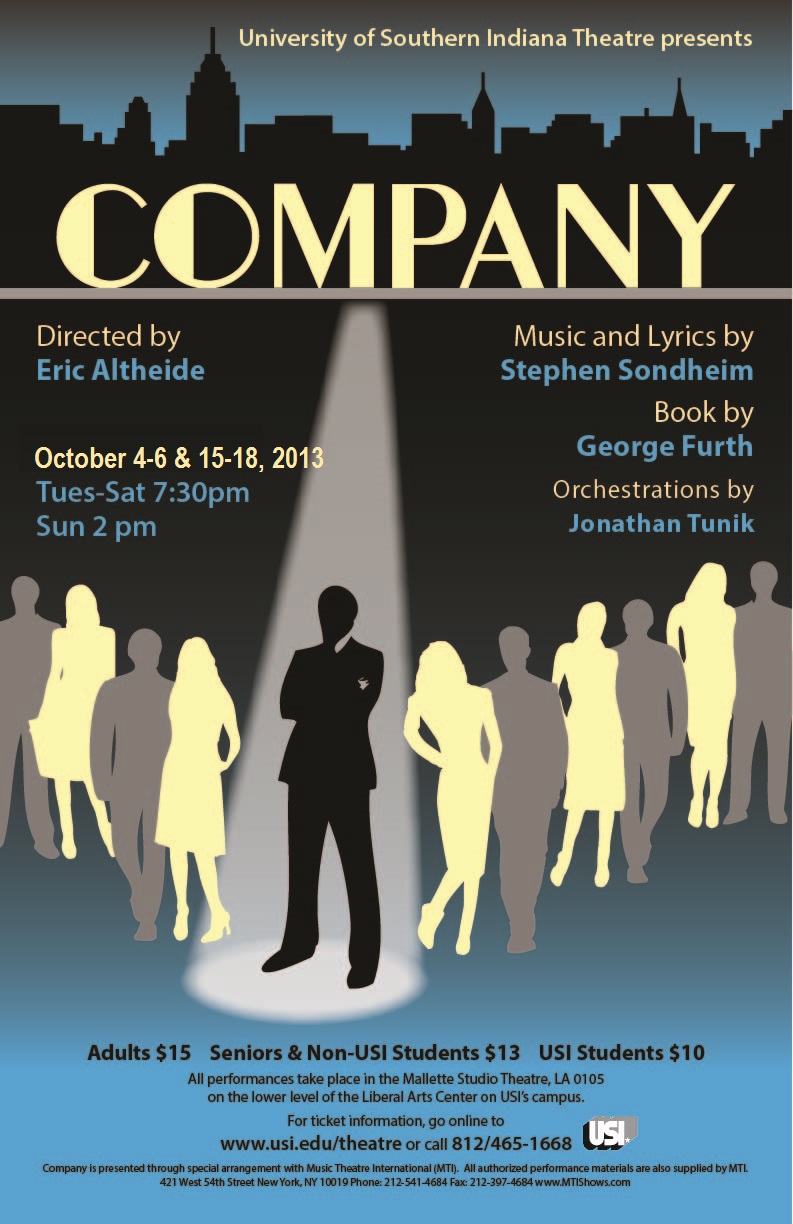 University of Southern Indiana Theatre presents
COMPANY
Directed by
Eric Altheide
October 4-6 & 15-18, 2013
Tues-Sat 7:30pm
Sun 2 pm
Music and Lyrics by
Stephen Sondheim
Book by
George Furth
Orchestrations by
Jonathan Tunik
Adults $15 Seniors & Non-USI Students $13 USI Students $10
All performances take place in the Mallette Studio Theatre, LA 0105
on the lower level of the Liberal Arts Center on USI's campus.
For ticket information, go online to
www.usi.edu/theatre or call 812/465-1668
USI
Company is presented through special arrangement with Music Theatre International (MTI). All authorized performance materials are also supplied by MTI.
421 West 54th Street New York, NY 10019 Phone: 212-541-4684 Fax: 212-397-4684 www.MTIShows.com